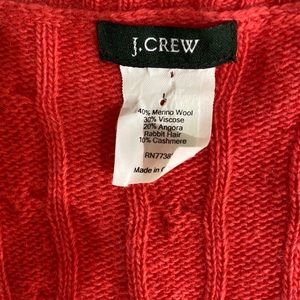 J.CREW
40% Merino Wool
30% Viscose
20% Angora
Rabbit Hair
10% Cashmere
Made in